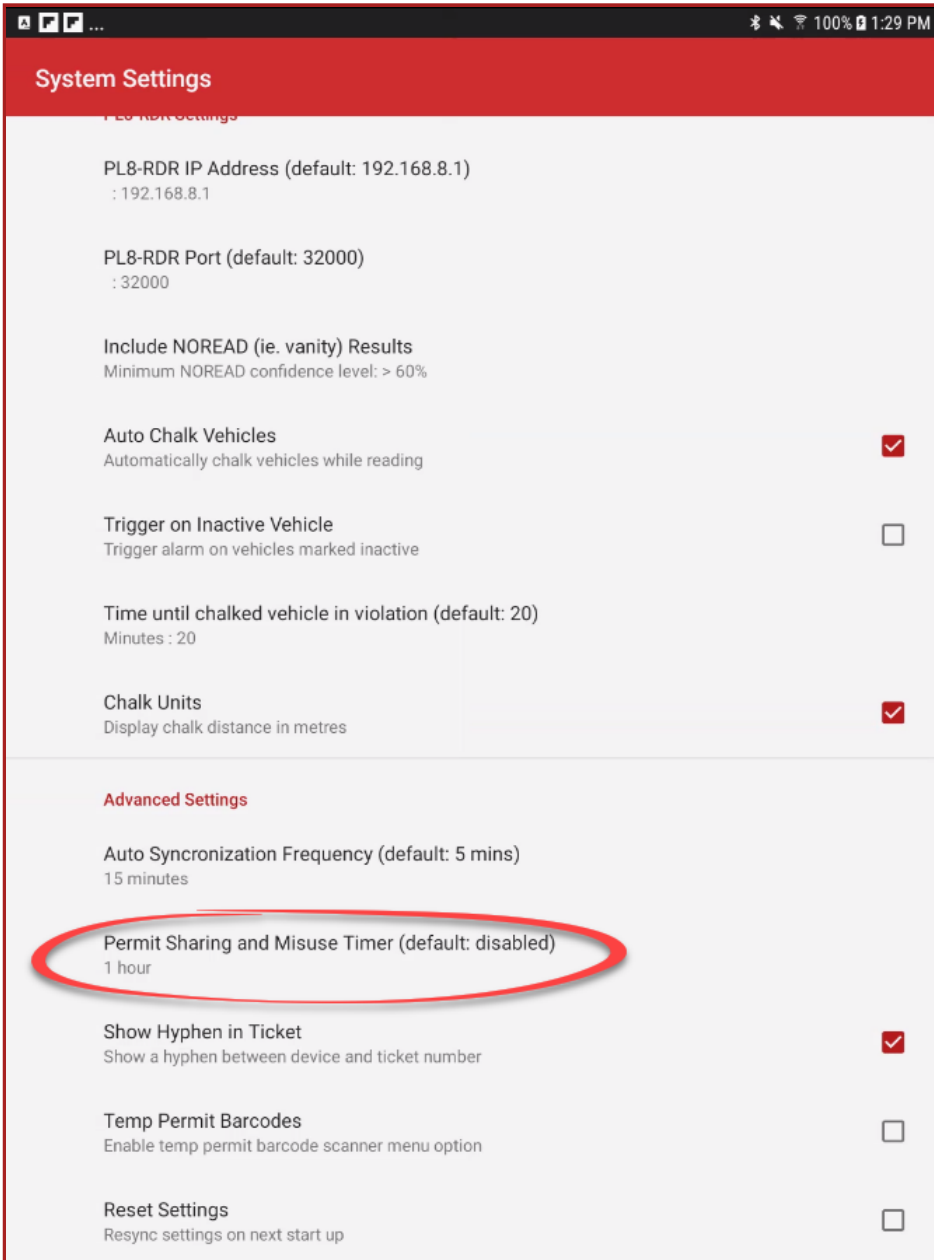 ... 100% 1:29 PM
System Settings
PL8-RDR Settings
PL8-RDR IP Address (default: 192.168.8.1)
: 192.168.8.1
PL8-RDR Port (default: 32000)
: 32000
Include NOREAD (ie. vanity) Results
Minimum NOREAD confidence level: > 60%
Auto Chalk Vehicles
Automatically chalk vehicles while reading
Trigger on Inactive Vehicle
Trigger alarm on vehicles marked inactive
Time until chalked vehicle in violation (default: 20)
Minutes : 20
Chalk Units
Display chalk distance in metres
Advanced Settings
Auto Syncronization Frequency (default: 5 mins)
15 minutes
Permit Sharing and Misuse Timer (default: disabled)
1 hour
Show Hyphen in Ticket
Show a hyphen between device and ticket number
Temp Permit Barcodes
Enable temp permit barcode scanner menu option
Reset Settings
Resync settings on next start up